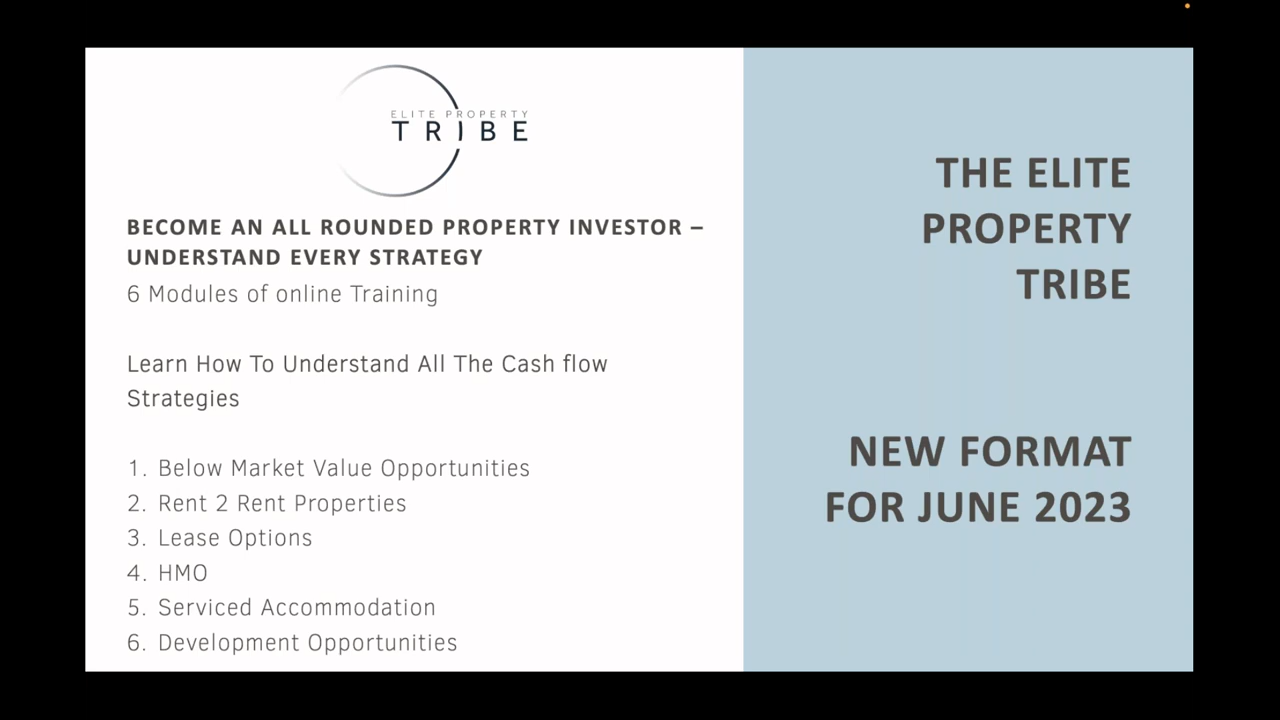 ELITE PROPERTY
TRIBE
BECOME AN ALL ROUNDED PROPERTY INVESTOR –
UNDERSTAND EVERY STRATEGY
6 Modules of online Training
Learn How To Understand All The Cash flow
Strategies
1. Below Market Value Opportunities
2. Rent 2 Rent Properties
3. Lease Options
4. HMO
5. Serviced Accommodation
6. Development Opportunities
THE ELITE
PROPERTY
TRIBE
NEW FORMAT
FOR JUNE 2023